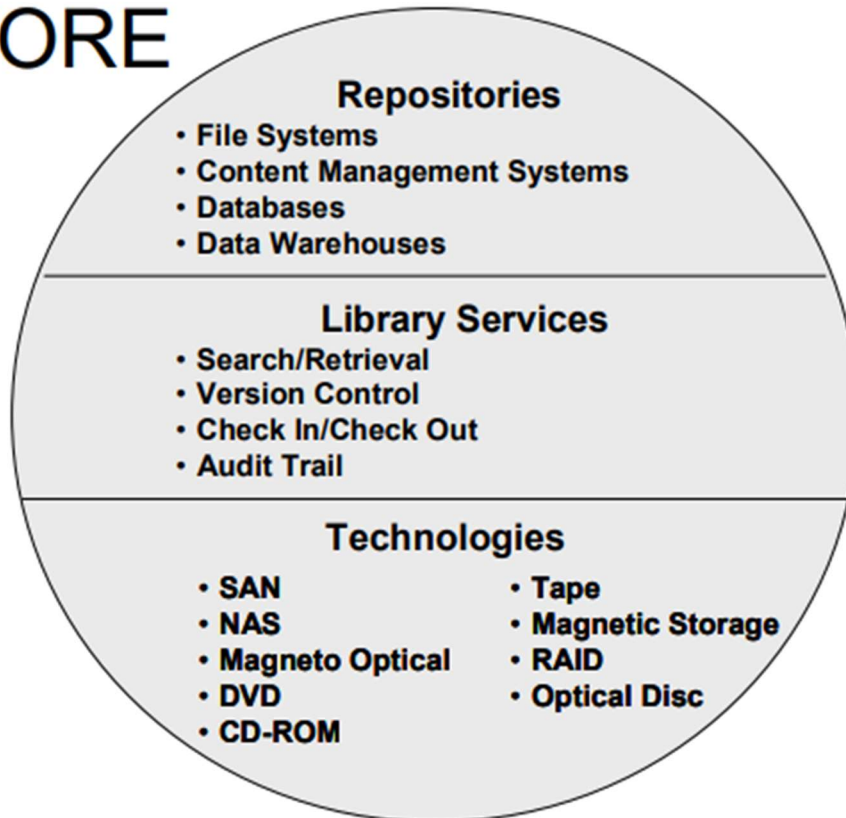 ORE
Repositories
• File Systems
• Content Management Systems
• Databases
• Data Warehouses
Library Services
• Search/Retrieval
• Version Control
• Check In/Check Out
• Audit Trail
Technologies
• SAN
• NAS
• Magneto Optical
• DVD
• CD-ROM
• Tape
• Magnetic Storage
• RAID
• Optical Disc